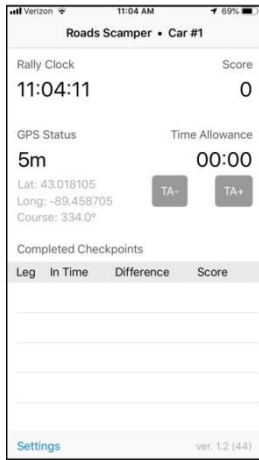 Verizon 11:04 AM 69%
Roads Scamper • Car #1
Rally Clock Score
11:04:11 0
GPS Status Time Allowance
5m 00:00
Lat: 43.018105
Long: -89.458705
Course: 334.0°
TA- TA+
Completed Checkpoints
Leg In Time Difference Score
Settings ver. 1.2 (44)